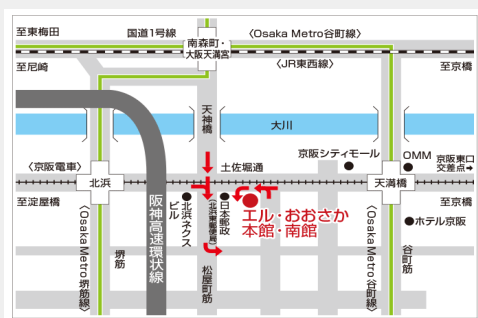 至東梅田
国道1号線
〈Osaka Metro谷町線〉
南森町・
大阪天満宮
至尼崎
〈JR東西線〉
至京橋
天神橋
大川
京阪シティモール
OMM
京阪東口
交差点➡
〈京阪電車〉
北浜
土佐堀通
天満橋
至淀屋橋
北浜ネクス
ビル
日本郵政
(北浜東郵便局)
エル・おおさか
本館・南館
至京橋
ホテル京阪
阪神高速環状線
〈Osaka Metro堺筋線〉
堺筋
松屋町筋
〈Osaka Metro谷町線〉
谷町筋